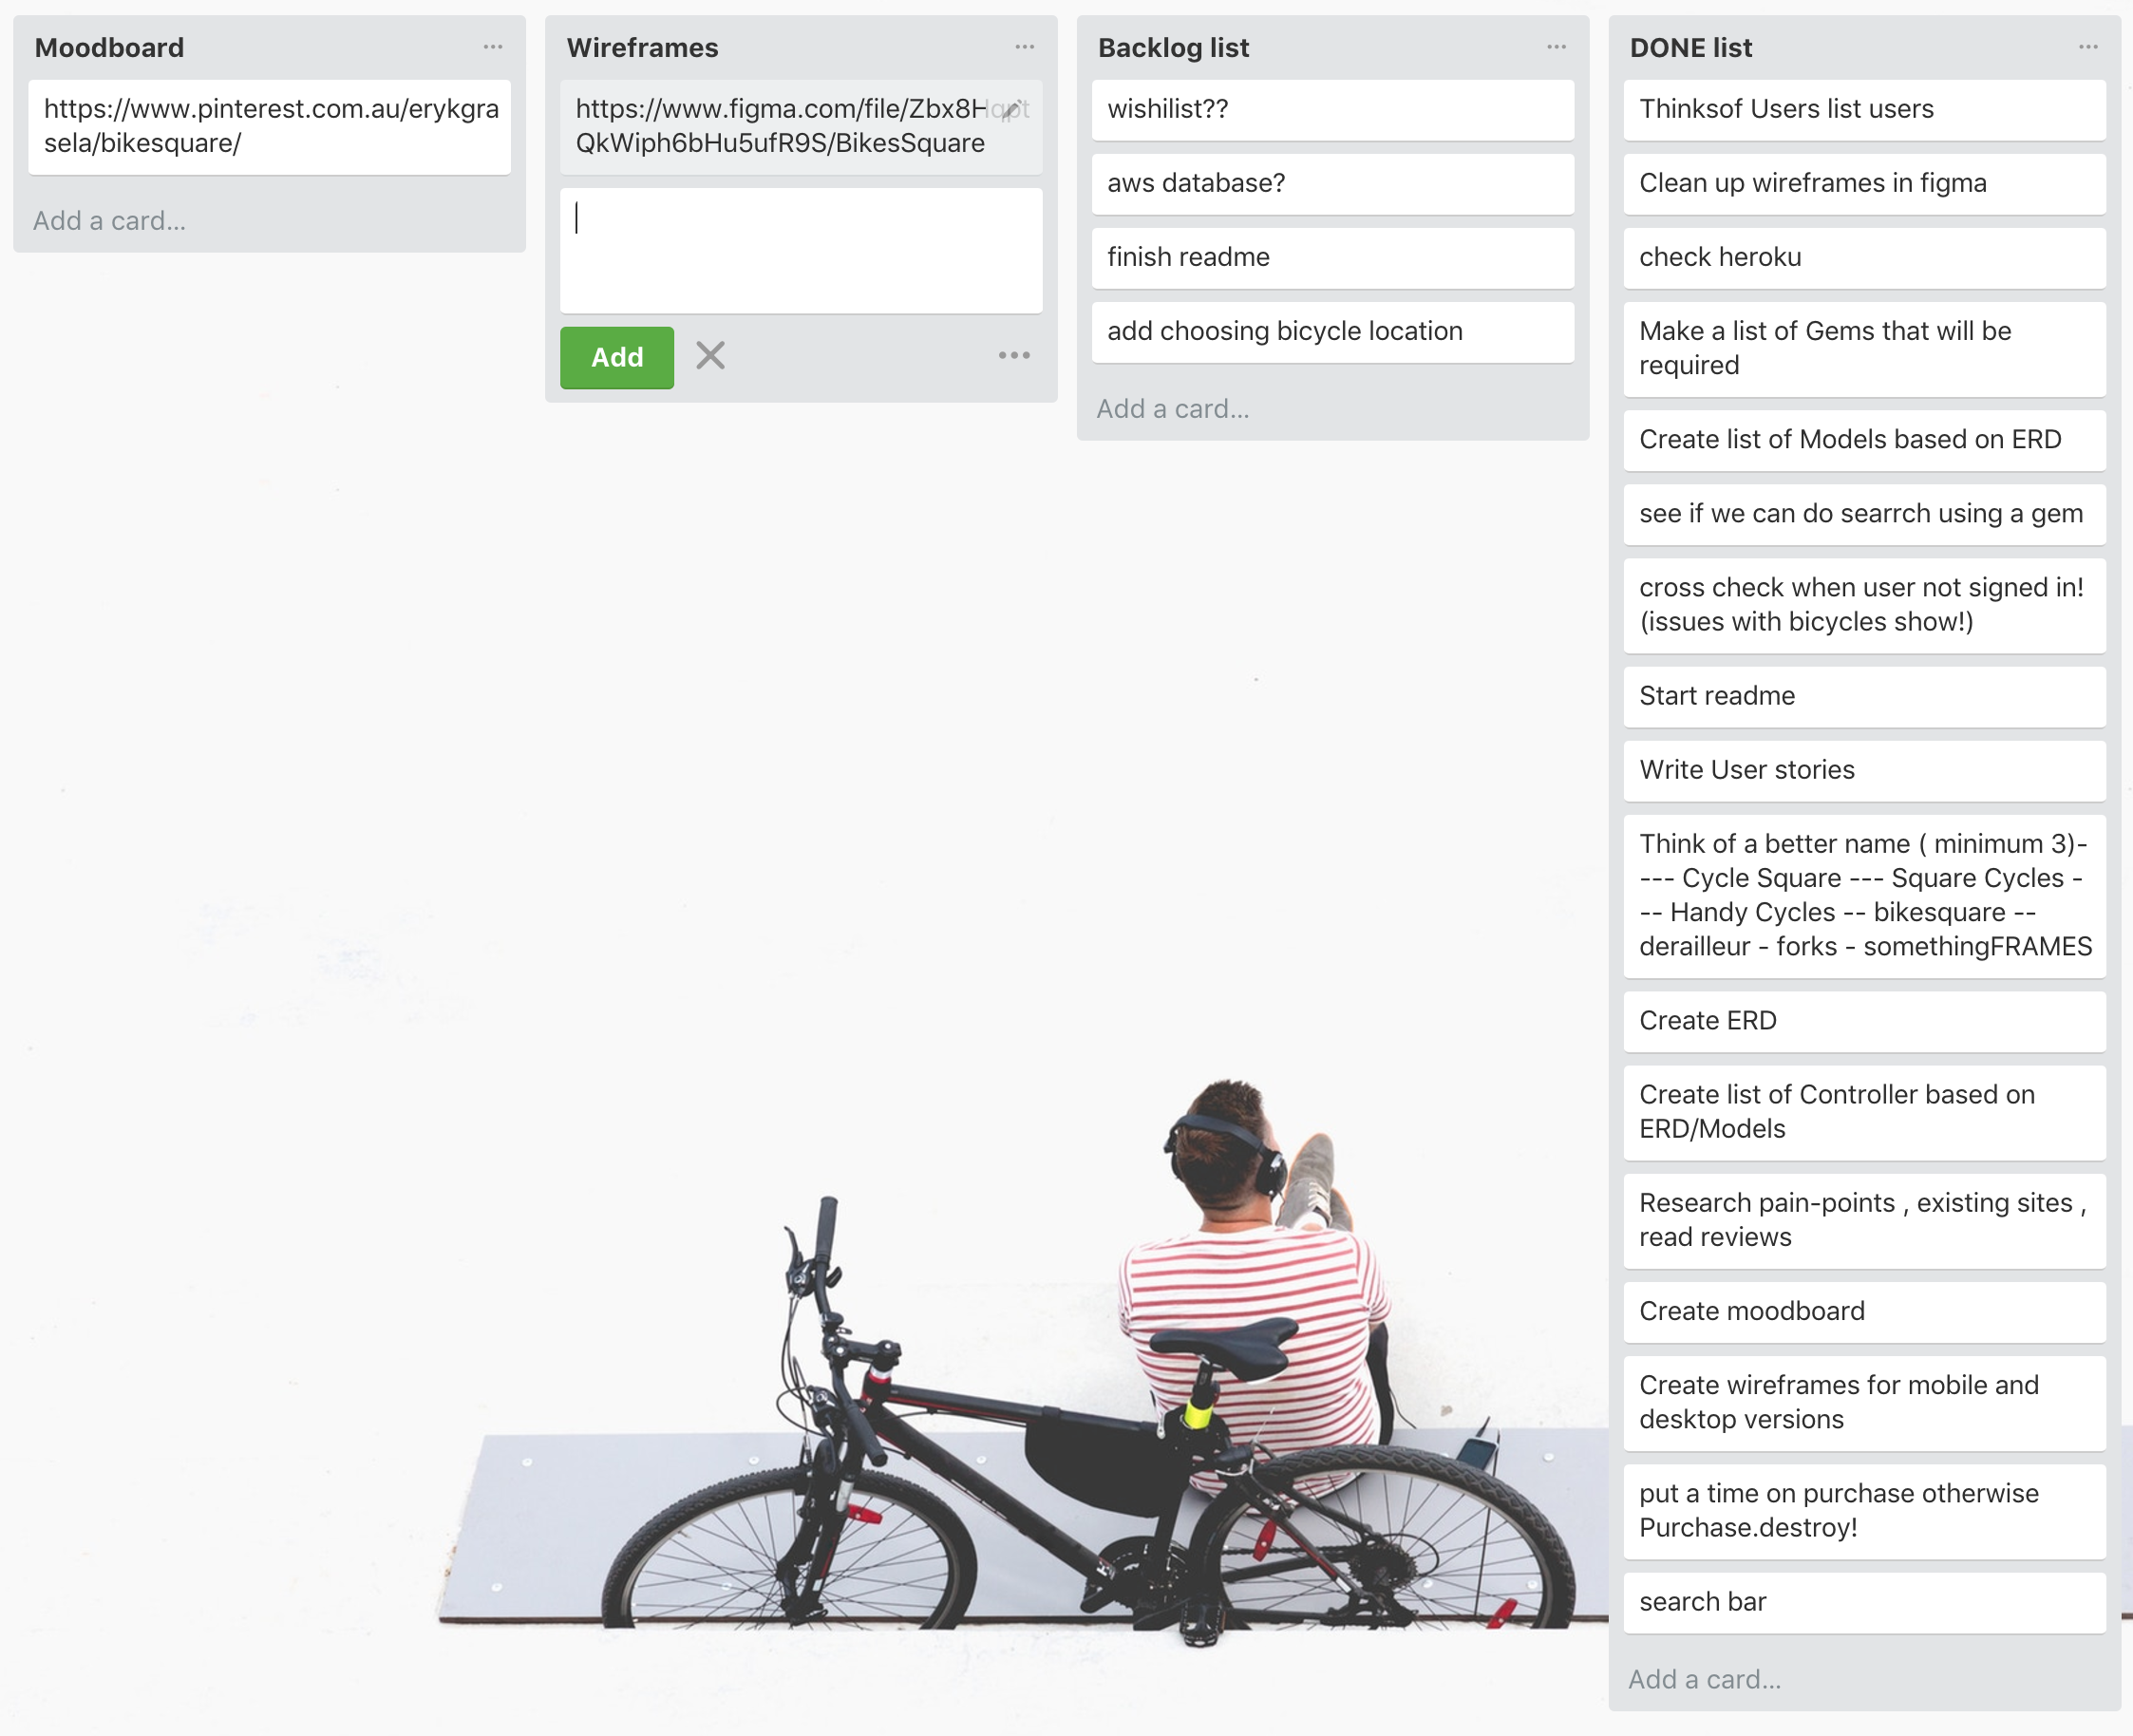 Moodboard
https://www.pinterest.com.au/erykgra
sela/bikesquare/
Add a card...
Wireframes
https://www.figma.com/file/Zbx8Hqpt
QkWiph6bHu5ufR9S/BikesSquare
Add
Backlog list
wishilist??
aws database?
finish readme
add choosing bicycle location
Add a card...
DONE list
Thinksof Users list users
Clean up wireframes in figma
check heroku
Make a list of Gems that will be
required
Create list of Models based on ERD
see if we can do searrch using a gem
cross check when user not signed in!
(issues with bicycles show!)
Start readme
Write User stories
Think of a better name ( minimum 3)-
--- Cycle Square --- Square Cycles -
-- Handy Cycles -- bikesquare --
derailleur - forks - somethingFRAMES
Create ERD
Create list of Controller based on
ERD/Models
Research pain-points , existing sites ,
read reviews
Create moodboard
Create wireframes for mobile and
desktop versions
put a time on purchase otherwise
Purchase.destroy!
search bar
Add a card...